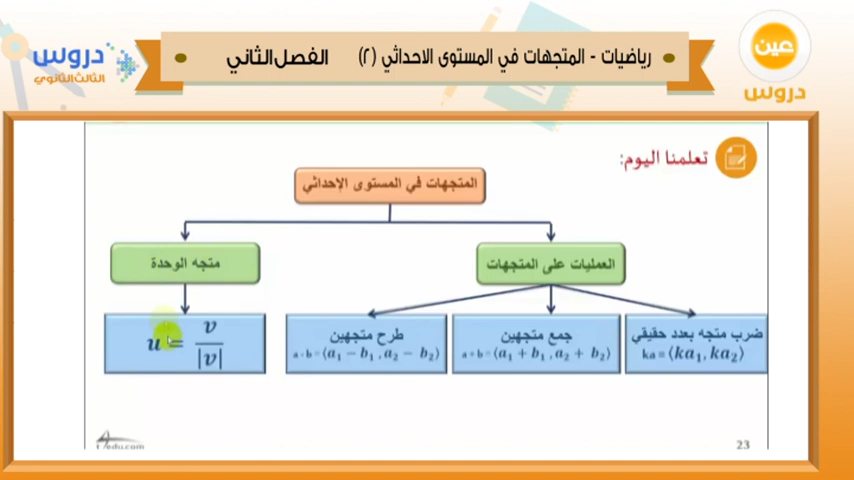 رياضيات - المتجهات في المستوى الاحداثي (٢) الفصل الثاني
عين
دروس
دروس
الثالث الثانوي
تعلمنا اليوم:
المتجهات في المستوى الإحداثي
العمليات على المتجهات
متجه الوحدة
ضرب متجه بعدد حقيقي
ka = ⟨ka₁, ka₂⟩
جمع متجهين
a + b = ⟨a₁ + b₁ , a₂ + b₂⟩
طرح متجهين
a - b = ⟨a₁ − b₁ , a₂ − b₂⟩
u = v / |v|
23